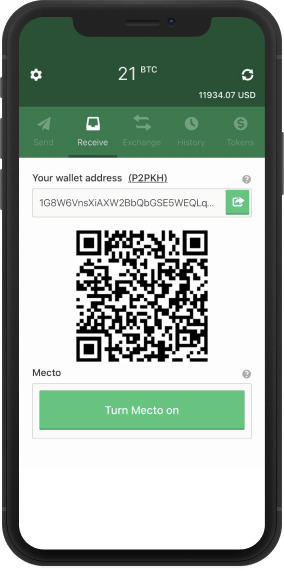 21 BTC
11934.07 USD
Send Receive Exchange History Tokens
Your wallet address (P2PKH)
1G8W6VnsXiAXW2BbQbGSE5WEQLq...
Mecto
Turn Mecto on